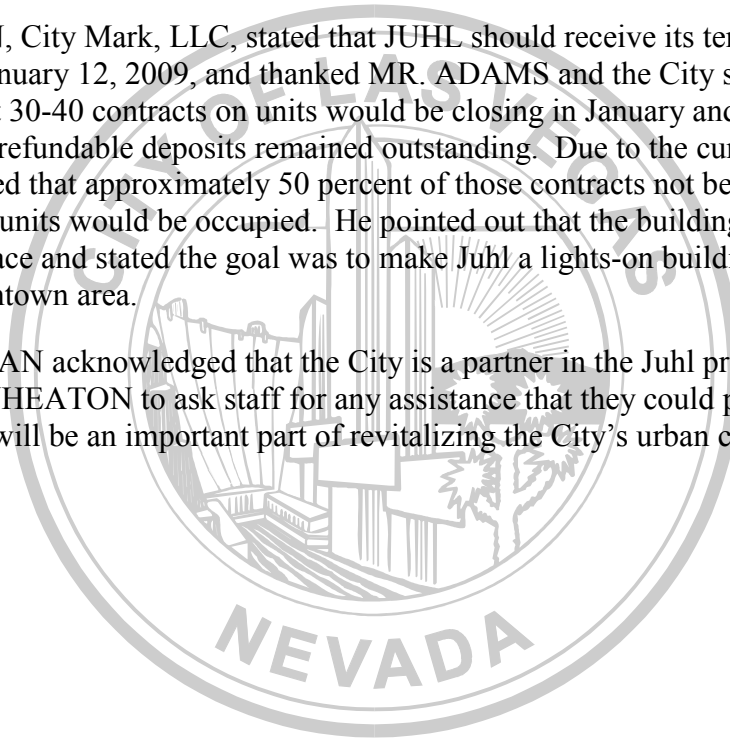 N, City Mark, LLC, stated that JUHL should receive its ter
nuary 12, 2009, and thanked MR. ADAMS and the City s
t 30-40 contracts on units would be closing in January and
refundable deposits remained outstanding.  Due to the cur
ed that approximately 50 percent of those contracts not be
units would be occupied.  He pointed out that the building
ace and stated the goal was to make Juhl a lights-on buildi
ntown area.
AN acknowledged that the City is a partner in the Juhl pr
HEATON to ask staff for any assistance that they could p
will be an important part of revitalizing the City’s urban c
CITY OF LAS VEGAS
NEVADA